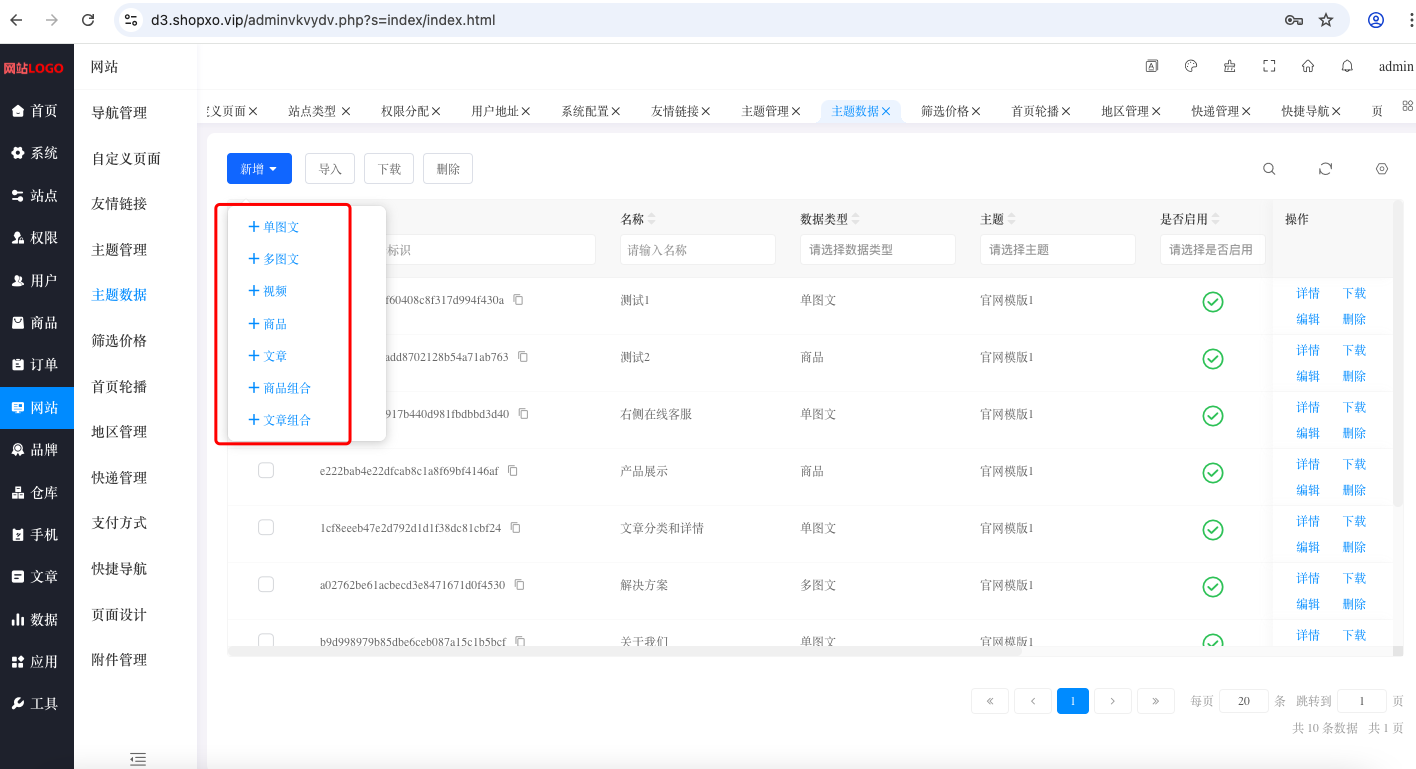 d3.shopxo.vip/adminvkvydv.php?s=index/index.html
网站LOGO
首页
系统
站点
权限
用户
商品
订单
网站
品牌
仓库
手机
文章
数据
应用
工具
网站
导航管理
自定义页面
友情链接
主题管理
主题数据
筛选价格
首页轮播
地区管理
快递管理
支付方式
快捷导航
页面设计
附件管理
admin
定义页面 站点类型 权限分配 用户地址 系统配置 友情链接 主题管理 主题数据 筛选价格 首页轮播 地区管理 快递管理 快捷导航 页
新增 导入 下载 删除
单图文
多图文
视频
商品
文章
商品组合
文章组合
名称 数据类型 主题 是否启用 操作
标识 请输入名称 请选择数据类型 请选择主题 请选择是否启用
f60408c8f317d994f430a 测试1 单图文 官网模版1 详情 下载
编辑 删除
add8702128b54a71ab763 测试2 商品 官网模版1 详情 下载
编辑 删除
917b440d981fbdbbd3d40 右侧在线客服 单图文 官网模版1 详情 下载
编辑 删除
e222bab4e22dfcab8c1a8f69bf4146af 产品展示 商品 官网模版1 详情 下载
编辑 删除
1cf8eeeb47e2d792d1d1f38dc81cbf24 文章分类和详情 单图文 官网模版1 详情 下载
编辑 删除
a02762be61acbecd3e8471671d0f4530 解决方案 多图文 官网模版1 详情 下载
编辑 删除
b9d998979b85dbe6ceb087a15c1b5bcf 关于我们 单图文 官网模版1 详情 下载
1 每页 20 条 跳转到 1 页
共 10 条数据 共 1 页